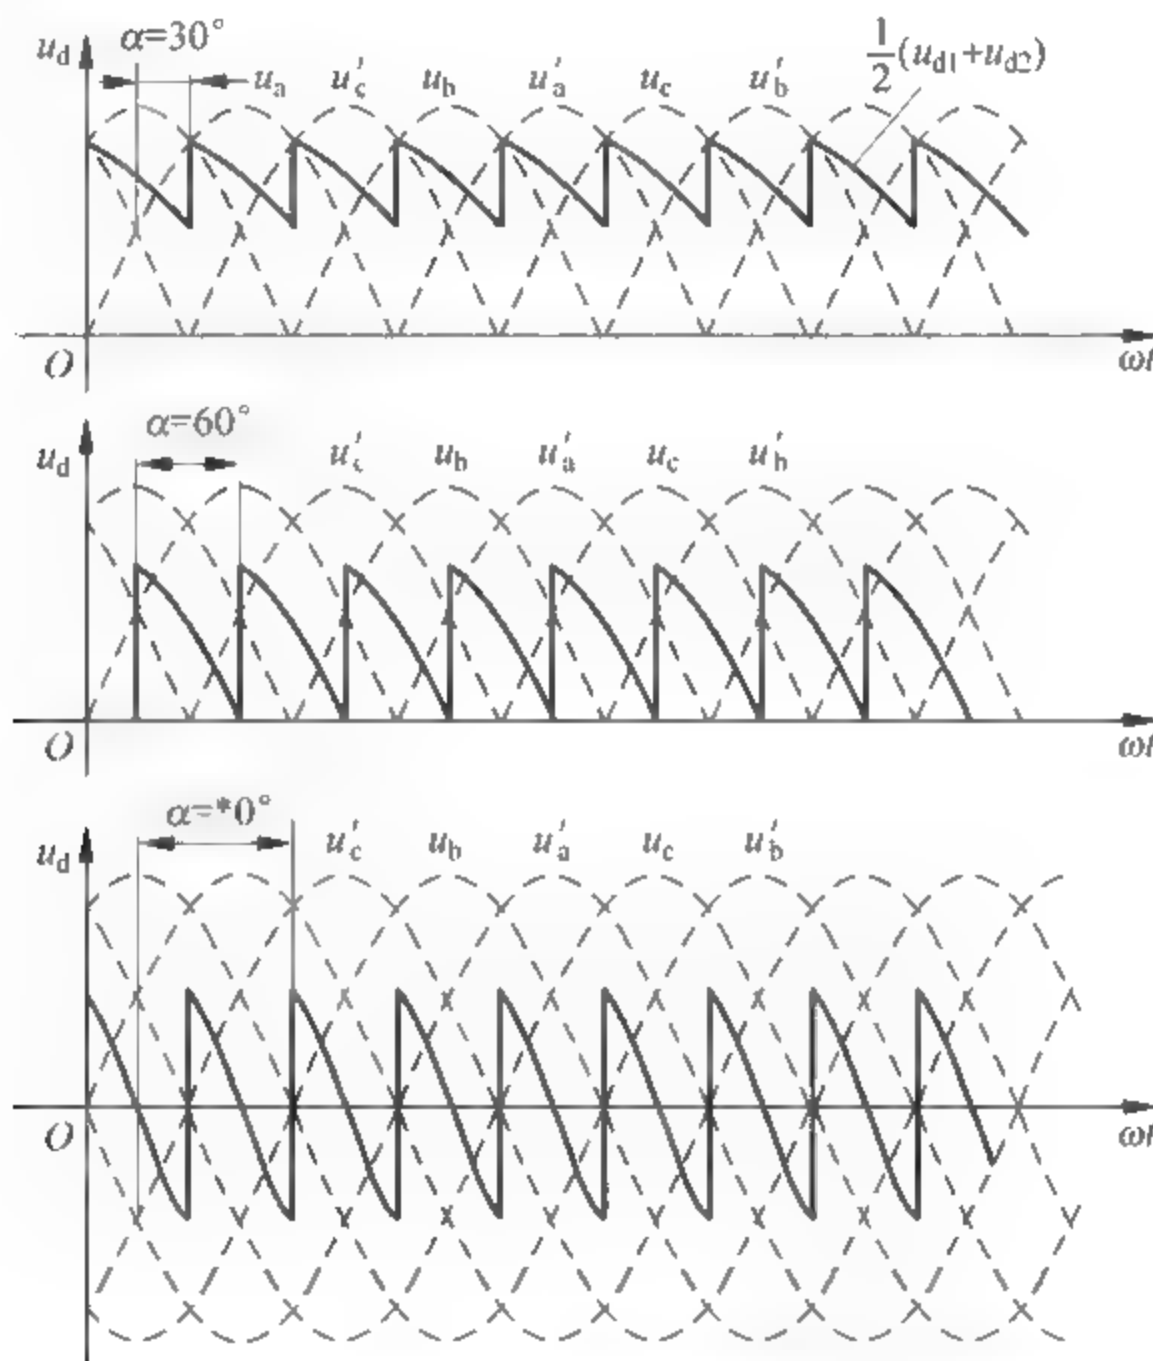 α=30°
u_d
u_a u'_c u_b u'_a u_c u'_b
1/2(u_d1+u_d2)
O
ωt
α=60°
u_d
u'_c u_b u'_a u_c u'_b
O
ωt
α=*0°
u_d
u'_c u_b u'_a u_c u'_b
O
ωt